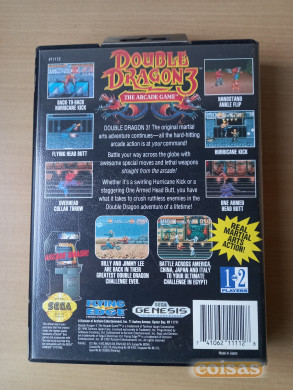 #1112
DOUBLE
DRAGON 3
THE ARCADE GAME
BACK-TO-BACK
HURRICANE KICK
HANDSTAND
ANKLE FLIP
DOUBLE DRAGON 3! The original martial
arts adventure continues—all the hard-hitting
arcade action is at your command!
FLYING HEAD BUTT
HURRICANE KICK
Battle your way across the globe with
awesome special moves and lethal weapons
straight from the arcade!
Whether it's a swirling Hurricane Kick or a
staggering One Armed Head Butt, you have
what it takes to crush ruthless enemies in the
Double Dragon adventure of a lifetime!
OVERHEAD
COLLAR THROW
ONE ARMED
HEAD BUTT
REAL
MARTIAL
ARTS
ACTION!
BILLY AND JIMMY LEE
ARE BACK IN THEIR
GREATEST DOUBLE DRAGON
CHALLENGE EVER.
BATTLE ACROSS AMERICA,
CHINA, JAPAN AND ITALY
TO YOUR ULTIMATE
CHALLENGE IN EGYPT!
1-2
PLAYERS
FLYING
EDGE
SEGA
GENESIS
41062 11112
coisas